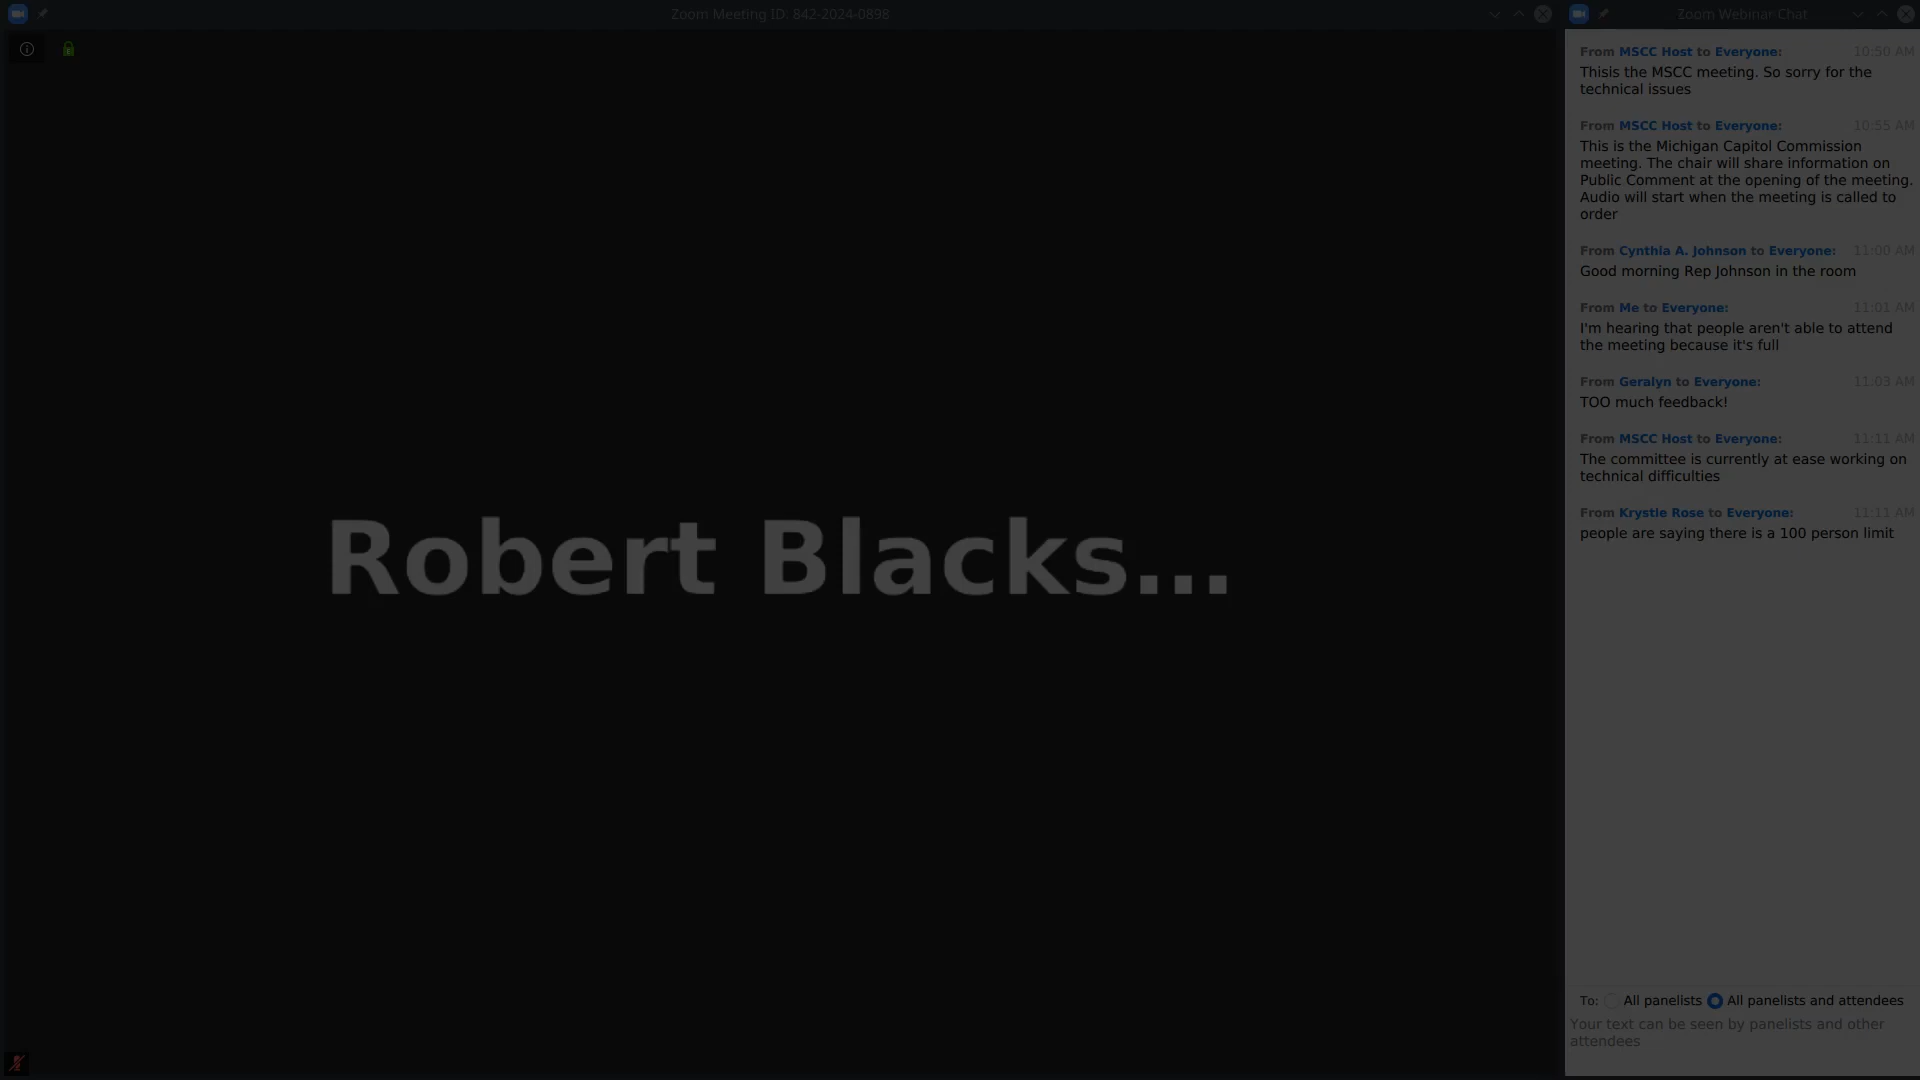 Zoom Meeting ID: 842-2024-0898
Robert Blacks...
Zoom Webinar Chat
From MSCC Host to Everyone: 10:50 AM
Thisis the MSCC meeting. So sorry for the
technical issues
From MSCC Host to Everyone: 10:55 AM
This is the Michigan Capitol Commission
meeting. The chair will share information on
Public Comment at the opening of the meeting.
Audio will start when the meeting is called to
order
From Cynthia A. Johnson to Everyone: 11:00 AM
Good morning Rep Johnson in the room
From Me to Everyone: 11:01 AM
I'm hearing that people aren't able to attend
the meeting because it's full
From Geralyn to Everyone: 11:03 AM
TOO much feedback!
From MSCC Host to Everyone: 11:11 AM
The committee is currently at ease working on
technical difficulties
From Krystle Rose to Everyone: 11:11 AM
people are saying there is a 100 person limit
To: All panelists All panelists and attendees
Your text can be seen by panelists and other
attendees